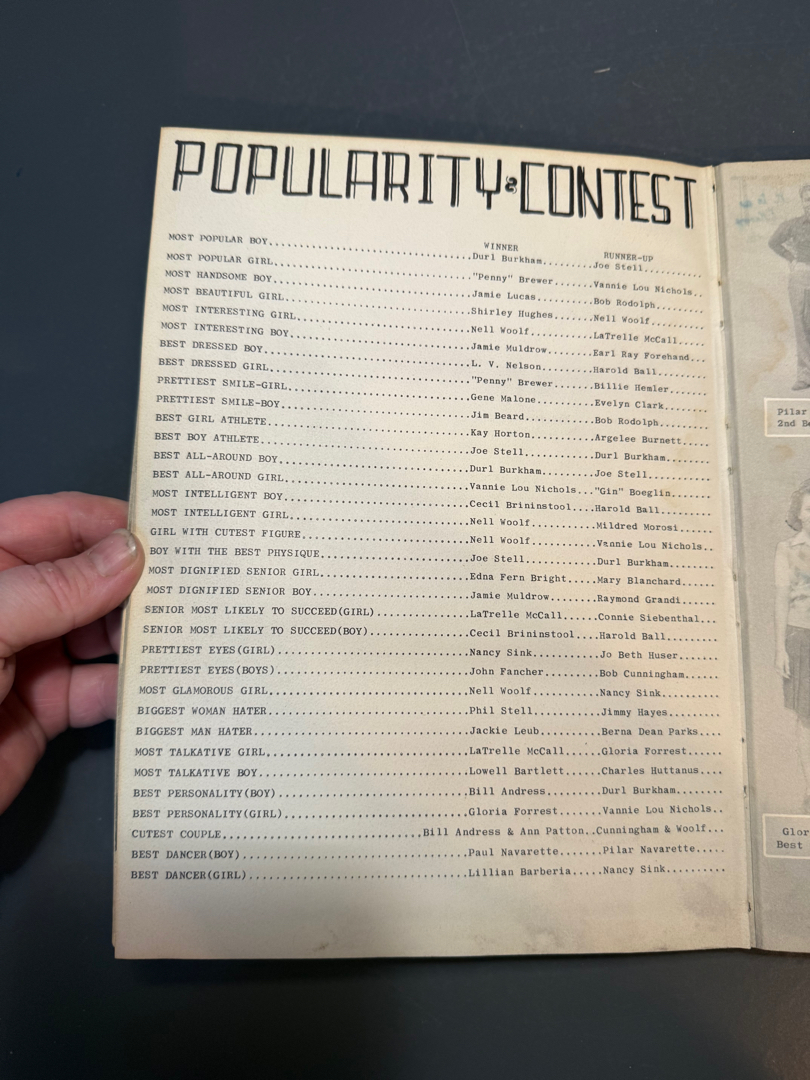 POPULARITY CONTEST
WINNER RUNNER-UP
MOST POPULAR BOY..............................Durl Burkham.........Joe Stell..........
MOST POPULAR GIRL.............................."Penny" Brewer.......Vannie Lou Nichols..
MOST HANDSOME BOY..............................Jamie Lucas..........Bob Rodolph........
MOST BEAUTIFUL GIRL............................Shirley Hughes.......Nell Woolf.........
MOST INTERESTING GIRL..........................Nell Woolf...........LaTrelle McCall.....
MOST INTERESTING BOY...........................Jamie Muldrow........Earl Ray Forehand...
BEST DRESSED BOY...............................L. V. Nelson.........Harold Ball........
BEST DRESSED GIRL.............................."Penny" Brewer.......Billie Hemler.......
PRETTIEST SMILE-GIRL...........................Gene Malone..........Evelyn Clark........
PRETTIEST SMILE-BOY............................Jim Beard............Bob Rodolph........
BEST GIRL ATHLETE..............................Kay Horton...........Argelee Burnett.....
BEST BOY ATHLETE...............................Joe Stell............Durl Burkham........
BEST ALL-AROUND BOY............................Durl Burkham.........Joe Stell..........
BEST ALL-AROUND GIRL...........................Vannie Lou Nichols..."Gin" Boeglin.......
MOST INTELLIGENT BOY...........................Cecil Brininstool....Harold Ball........
MOST INTELLIGENT GIRL..........................Nell Woolf...........Mildred Morosi......
GIRL WITH CUTEST FIGURE........................Nell Woolf...........Vannie Lou Nichols..
BOY WITH THE BEST PHYSIQUE.....................Joe Stell............Durl Burkham........
MOST DIGNIFIED SENIOR GIRL.....................Edna Fern Bright.....Mary Blanchard......
MOST DIGNIFIED SENIOR BOY......................Jamie Muldrow........Raymond Grandi......
SENIOR MOST LIKELY TO SUCCEED(GIRL)............LaTrelle McCall......Connie Siebenthal...
SENIOR MOST LIKELY TO SUCCEED(BOY).............Cecil Brininstool....Harold Ball........
PRETTIEST EYES(GIRL)...........................Nancy Sink...........Jo Beth Huser.......
PRETTIEST EYES(BOYS)...........................John Fancher.........Bob Cunningham......
MOST GLAMOROUS GIRL............................Nell Woolf...........Nancy Sink.........
BIGGEST WOMAN HATER............................Phil Stell...........Jimmy Hayes........
BIGGEST MAN HATER..............................Jackie Leub..........Berna Dean Parks....
MOST TALKATIVE GIRL............................LaTrelle McCall......Gloria Forrest......
MOST TALKATIVE BOY.............................Lowell Bartlett......Charles Huttanus....
BEST PERSONALITY(BOY)..........................Bill Andress.........Durl Burkham........
BEST PERSONALITY(GIRL).........................Gloria Forrest.......Vannie Lou Nichols..
CUTEST COUPLE..............................Bill Andress & Ann Patton..Cunningham & Woolf...
BEST DANCER(BOY)...............................Paul Navarette.......Pilar Navarette.....
BEST DANCER(GIRL)..............................Lillian Barberia.....Nancy Sink.........
Pilar
2nd
Best